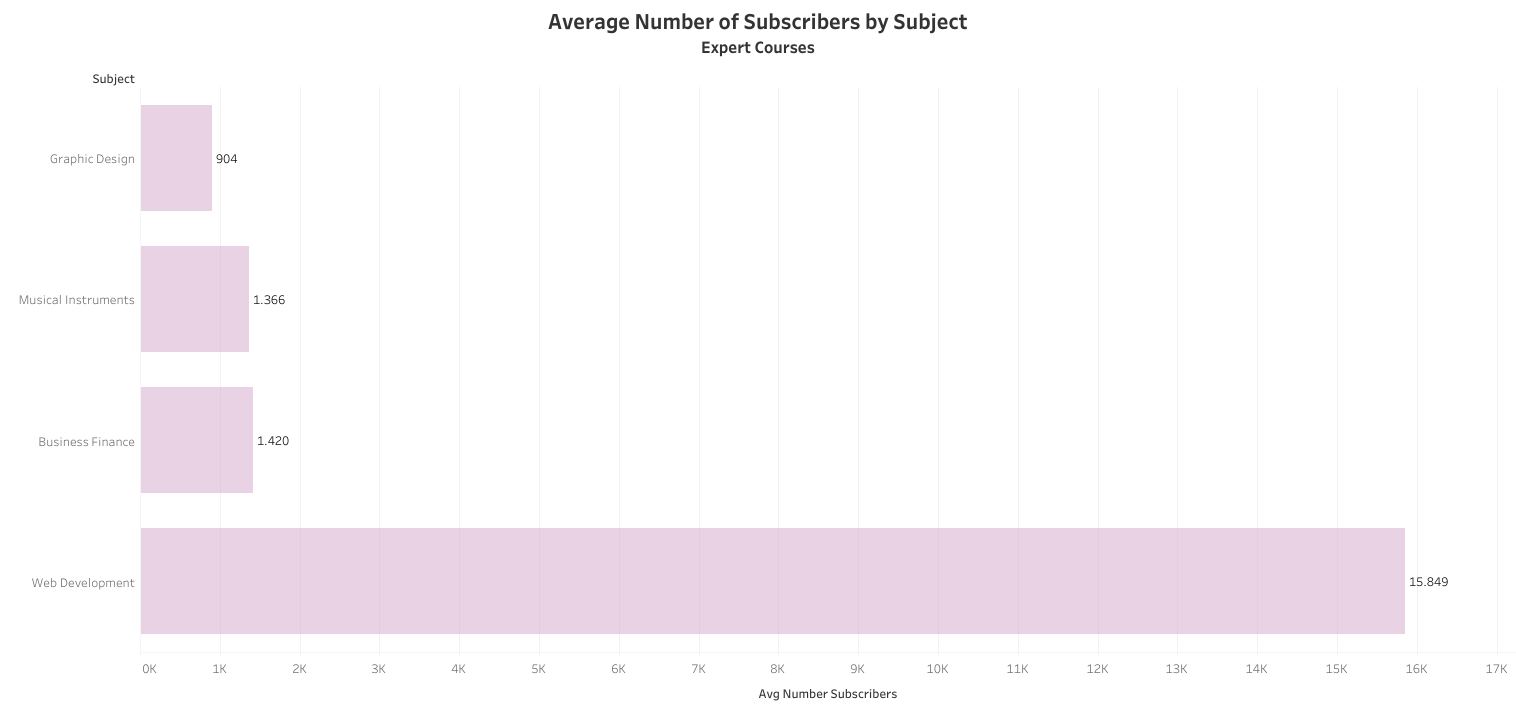 Average Number of Subscribers by Subject
Expert Courses
Subject
Graphic Design
904
Musical Instruments
1.366
Business Finance
1.420
Web Development
15.849
0K 1K 2K 3K 4K 5K 6K 7K 8K 9K 10K 11K 12K 13K 14K 15K 16K 17K
Avg Number Subscribers